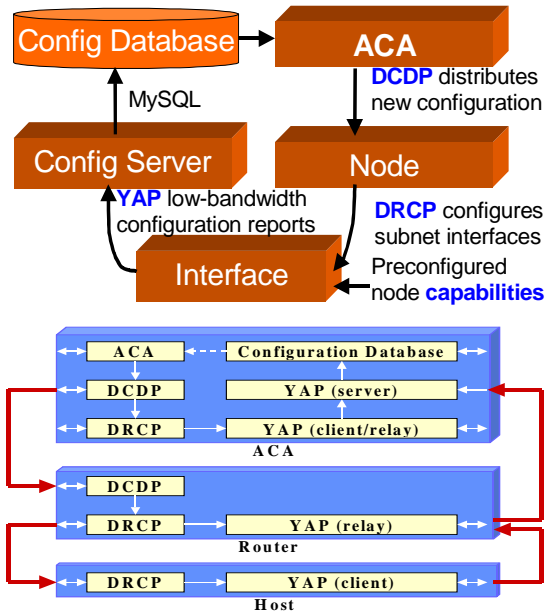 Config Database
ACA
DCDP distributes
new configuration
MySQL
Config Server
Node
YAP low-bandwidth
configuration reports
DRCP configures
subnet interfaces
Interface
Preconfigured
node capabilities
ACA
Configuration Database
DCDP
YAP (server)
DRCP
YAP (client/relay)
ACA
DCDP
DRCP
YAP (relay)
Router
DRCP
YAP (client)
Host